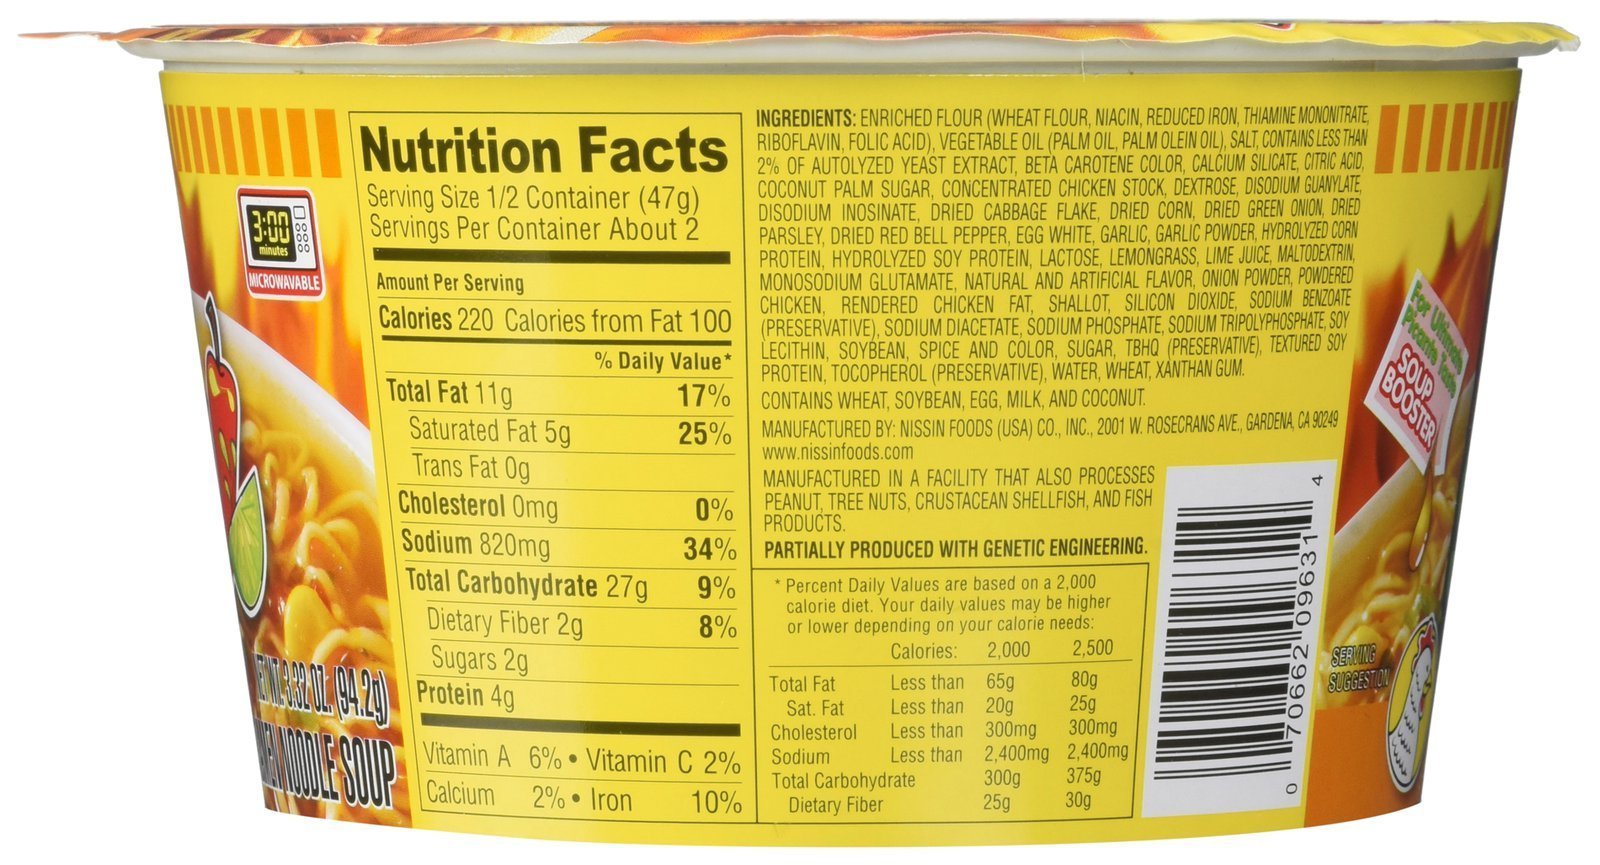 3:00
minutes
MICROWAVABLE
NET WT. 3.32 OZ. (94.2g)
RAMEN NOODLE SOUP
Nutrition Facts
Serving Size 1/2 Container (47g)
Servings Per Container About 2
Amount Per Serving
Calories 220 Calories from Fat 100
% Daily Value*
Total Fat 11g 17%
Saturated Fat 5g 25%
Trans Fat 0g
Cholesterol 0mg 0%
Sodium 820mg 34%
Total Carbohydrate 27g 9%
Dietary Fiber 2g 8%
Sugars 2g
Protein 4g
Vitamin A 6% • Vitamin C 2%
Calcium 2% • Iron 10%
INGREDIENTS: ENRICHED FLOUR (WHEAT FLOUR, NIACIN, REDUCED IRON, THIAMINE MONONITRATE,
RIBOFLAVIN, FOLIC ACID), VEGETABLE OIL (PALM OIL, PALM OLEIN OIL), SALT, CONTAINS LESS THAN
2% OF AUTOLYZED YEAST EXTRACT, BETA CAROTENE COLOR, CALCIUM SILICATE, CITRIC ACID,
COCONUT PALM SUGAR, CONCENTRATED CHICKEN STOCK, DEXTROSE, DISODIUM GUANYLATE,
DISODIUM INOSINATE, DRIED CABBAGE FLAKE, DRIED CORN, DRIED GREEN ONION, DRIED
PARSLEY, DRIED RED BELL PEPPER, EGG WHITE, GARLIC, GARLIC POWDER, HYDROLYZED CORN
PROTEIN, HYDROLYZED SOY PROTEIN, LACTOSE, LEMONGRASS, LIME JUICE, MALTODEXTRIN,
MONOSODIUM GLUTAMATE, NATURAL AND ARTIFICIAL FLAVOR, ONION POWDER, POWDERED
CHICKEN, RENDERED CHICKEN FAT, SHALLOT, SILICON DIOXIDE, SODIUM BENZOATE
(PRESERVATIVE), SODIUM DIACETATE, SODIUM PHOSPHATE, SODIUM TRIPOLYPHOSPHATE, SOY
LECITHIN, SOYBEAN, SPICE AND COLOR, SUGAR, TBHQ (PRESERVATIVE), TEXTURED SOY
PROTEIN, TOCOPHEROL (PRESERVATIVE), WATER, WHEAT, XANTHAN GUM.
CONTAINS WHEAT, SOYBEAN, EGG, MILK, AND COCONUT.
MANUFACTURED BY: NISSIN FOODS (USA) CO., INC., 2001 W. ROSECRANS AVE., GARDENA, CA 90249
www.nissinfoods.com
MANUFACTURED IN A FACILITY THAT ALSO PROCESSES
PEANUT, TREE NUTS, CRUSTACEAN SHELLFISH, AND FISH
PRODUCTS.
PARTIALLY PRODUCED WITH GENETIC ENGINEERING.
* Percent Daily Values are based on a 2,000
calorie diet. Your daily values may be higher
or lower depending on your calorie needs:
Calories: 2,000 2,500
Total Fat Less than 65g 80g
Sat. Fat Less than 20g 25g
Cholesterol Less than 300mg 300mg
Sodium Less than 2,400mg 2,400mg
Total Carbohydrate 300g 375g
Dietary Fiber 25g 30g
0 70662 09631 4
For Ultimate
picante taste
SOUP
BOOSTER
SERVING
SUGGESTION